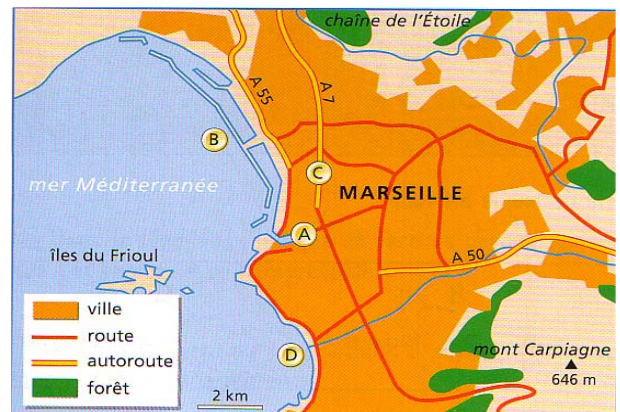 chaîne de l'Étoile
A 55
A 7
B
mer Méditerranée
C
MARSEILLE
A
îles du Frioul
A 50
ville
route
autoroute
forêt
D
mont Carpiagne
646 m
2 km